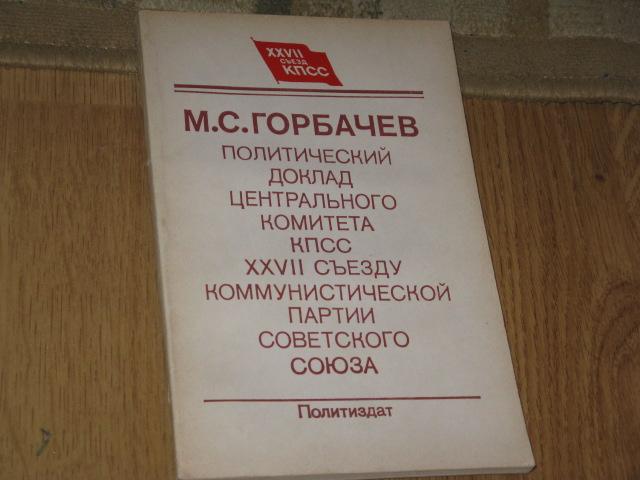 XXVII
СЪЕЗД
КПСС
М.С.ГОРБАЧЕВ
ПОЛИТИЧЕСКИЙ
ДОКЛАД
ЦЕНТРАЛЬНОГО
КОМИТЕТА
КПСС
XXVII СЪЕЗДУ
КОММУНИСТИЧЕСКОЙ
ПАРТИИ
СОВЕТСКОГО
СОЮЗА
Политиздат